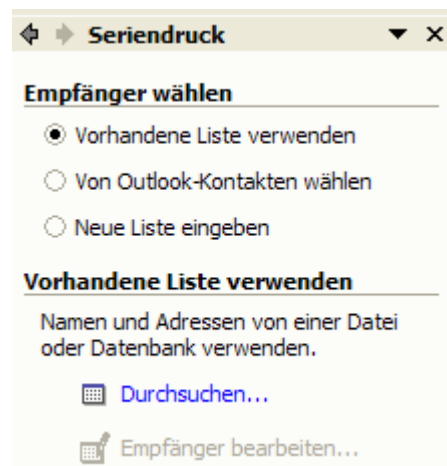 Seriendruck
Empfänger wählen
Vorhandene Liste verwenden
Von Outlook-Kontakten wählen
Neue Liste eingeben
Vorhandene Liste verwenden
Namen und Adressen von einer Datei
oder Datenbank verwenden.
Durchsuchen...
Empfänger bearbeiten...